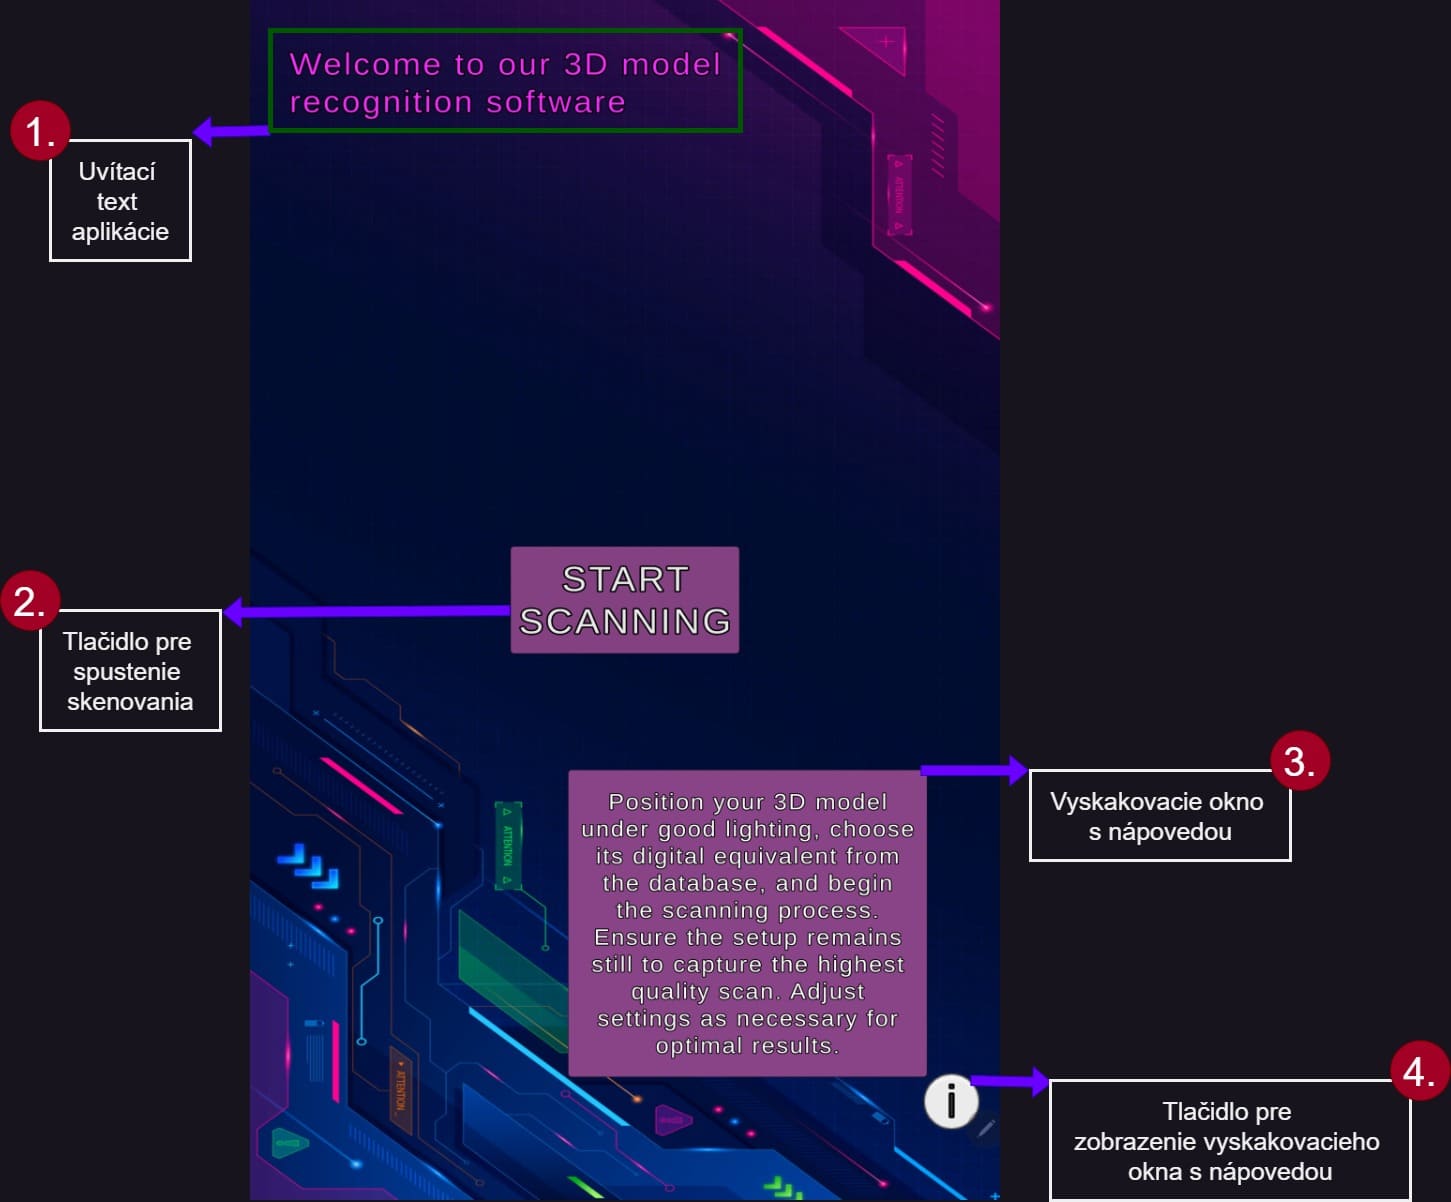 Welcome to our 3D model
recognition software
1.
Uvítací
text
aplikácie
ATTENTION
START
SCANNING
2.
Tlačidlo pre
spustenie
skenovania
3.
Vyskakovacie okno
s nápovedou
Position your 3D model
under good lighting, choose
its digital equivalent from
the database, and begin
the scanning process.
Ensure the setup remains
still to capture the highest
quality scan. Adjust
settings as necessary for
optimal results.
ATTENTION
ATTENTION
i
4.
Tlačidlo pre
zobrazenie vyskakovacieho
okna s nápovedou